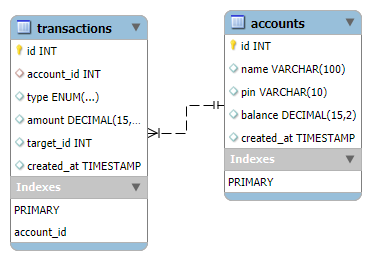 transactions
id INT
account_id INT
type ENUM(...)
amount DECIMAL(15,...
target_id INT
created_at TIMESTAMP
Indexes
PRIMARY
account_id
accounts
id INT
name VARCHAR(100)
pin VARCHAR(10)
balance DECIMAL(15,2)
created_at TIMESTAMP
Indexes
PRIMARY